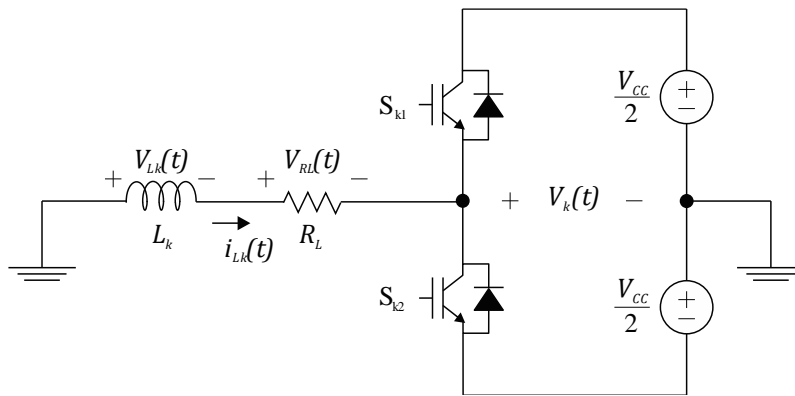 S_k1
V_CC
2
+
−
+ V_Lk(t) −
+ V_RL(t) −
+ V_k(t) −
L_k
i_Lk(t)
R_L
S_k2
V_CC
2
+
−